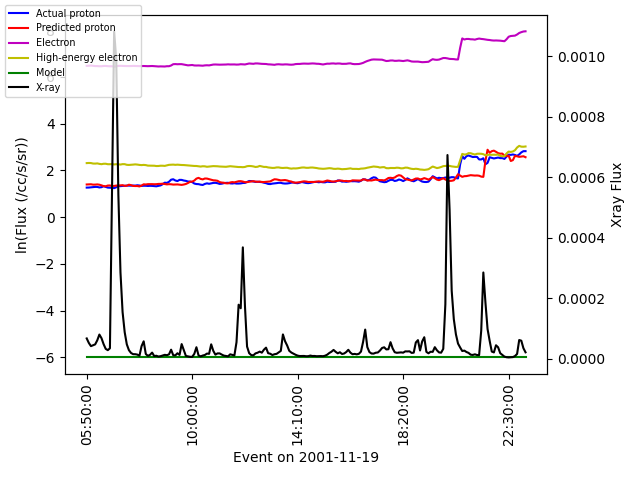 Actual proton
Predicted proton
Electron
High-energy electron
Model
X-ray
4
2
0
−2
−4
−6
ln(Flux (/cc/s/sr))
0.0010
0.0008
0.0006
0.0004
0.0002
0.0000
Xray Flux
05:50:00
10:00:00
14:10:00
18:20:00
22:30:00
Event on 2001-11-19